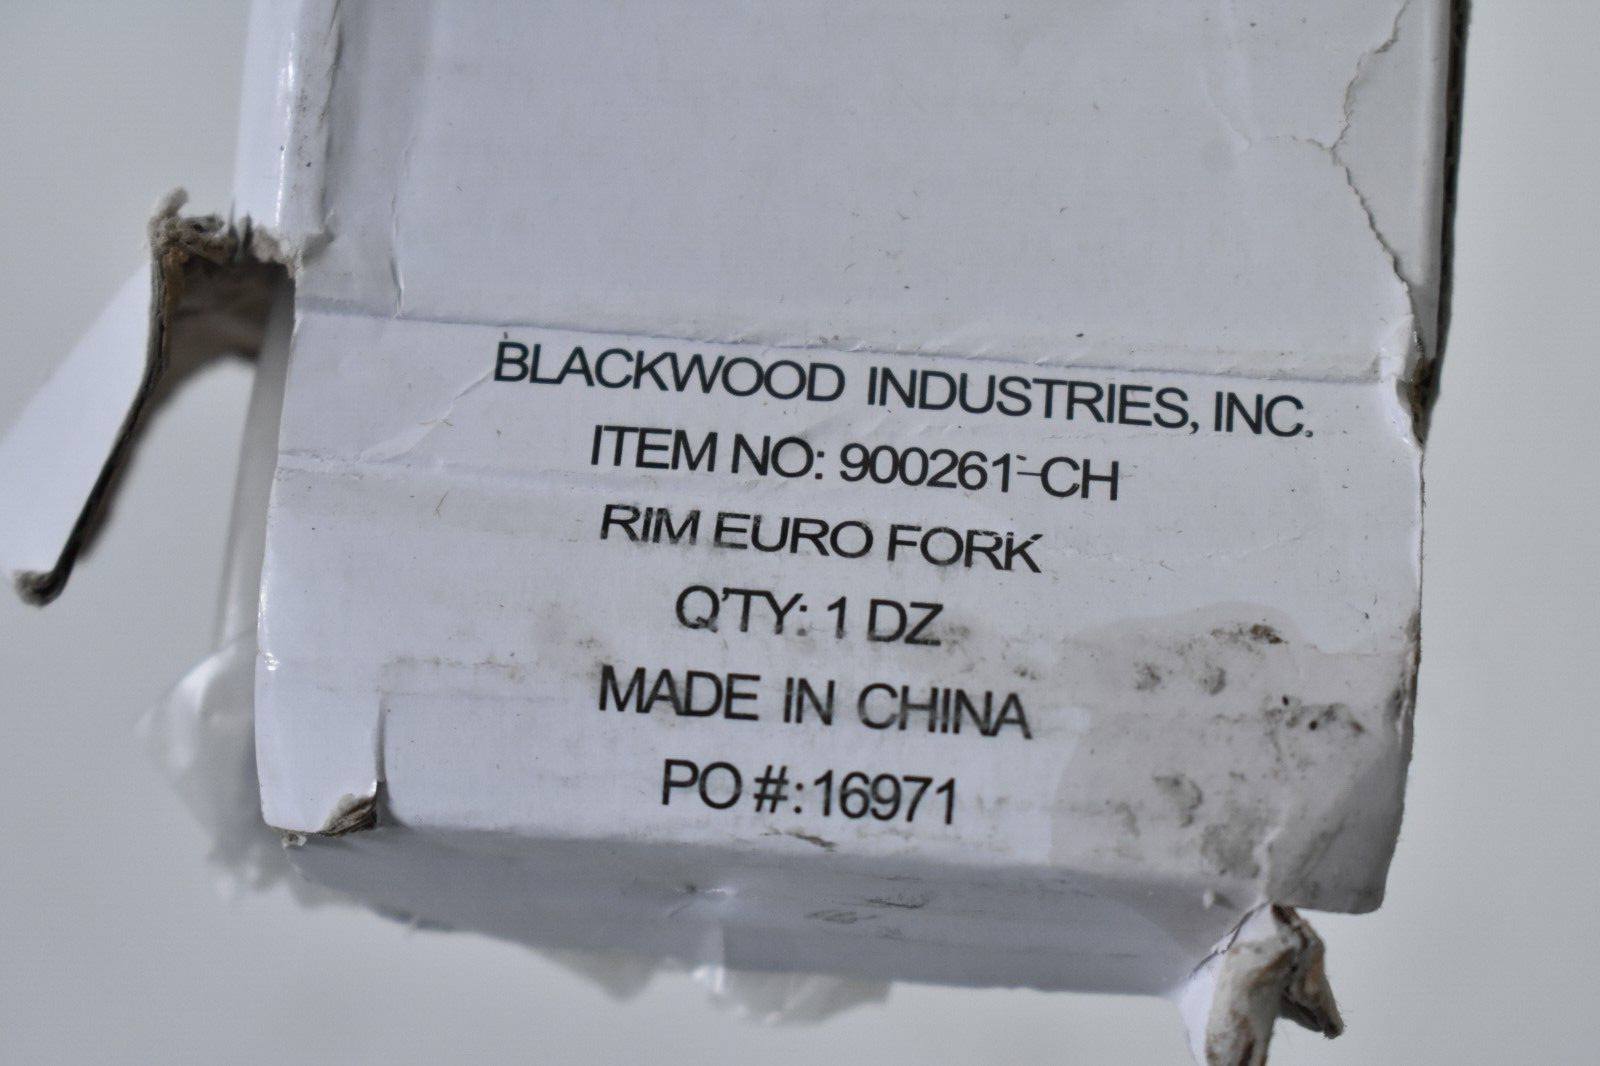 BLACKWOOD INDUSTRIES, INC.
ITEM NO: 900261-CH
RIM EURO FORK
Q'TY: 1 DZ
MADE IN CHINA
PO #: 16971